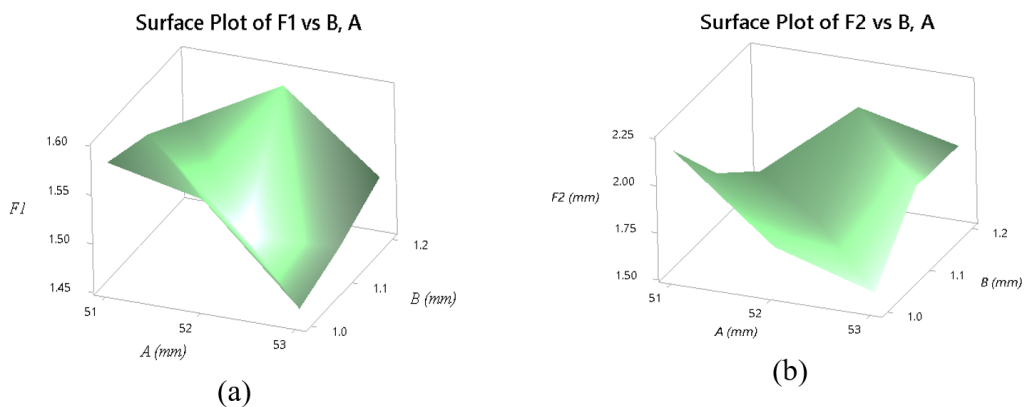 Surface Plot of F1 vs B, A
1.60
1.55
F1
1.50
1.45
51
52
53
A (mm)
1.0
1.1
1.2
B (mm)
(a)
Surface Plot of F2 vs B, A
2.25
2.00
F2 (mm)
1.75
1.50
51
52
53
A (mm)
1.0
1.1
1.2
B (mm)
(b)